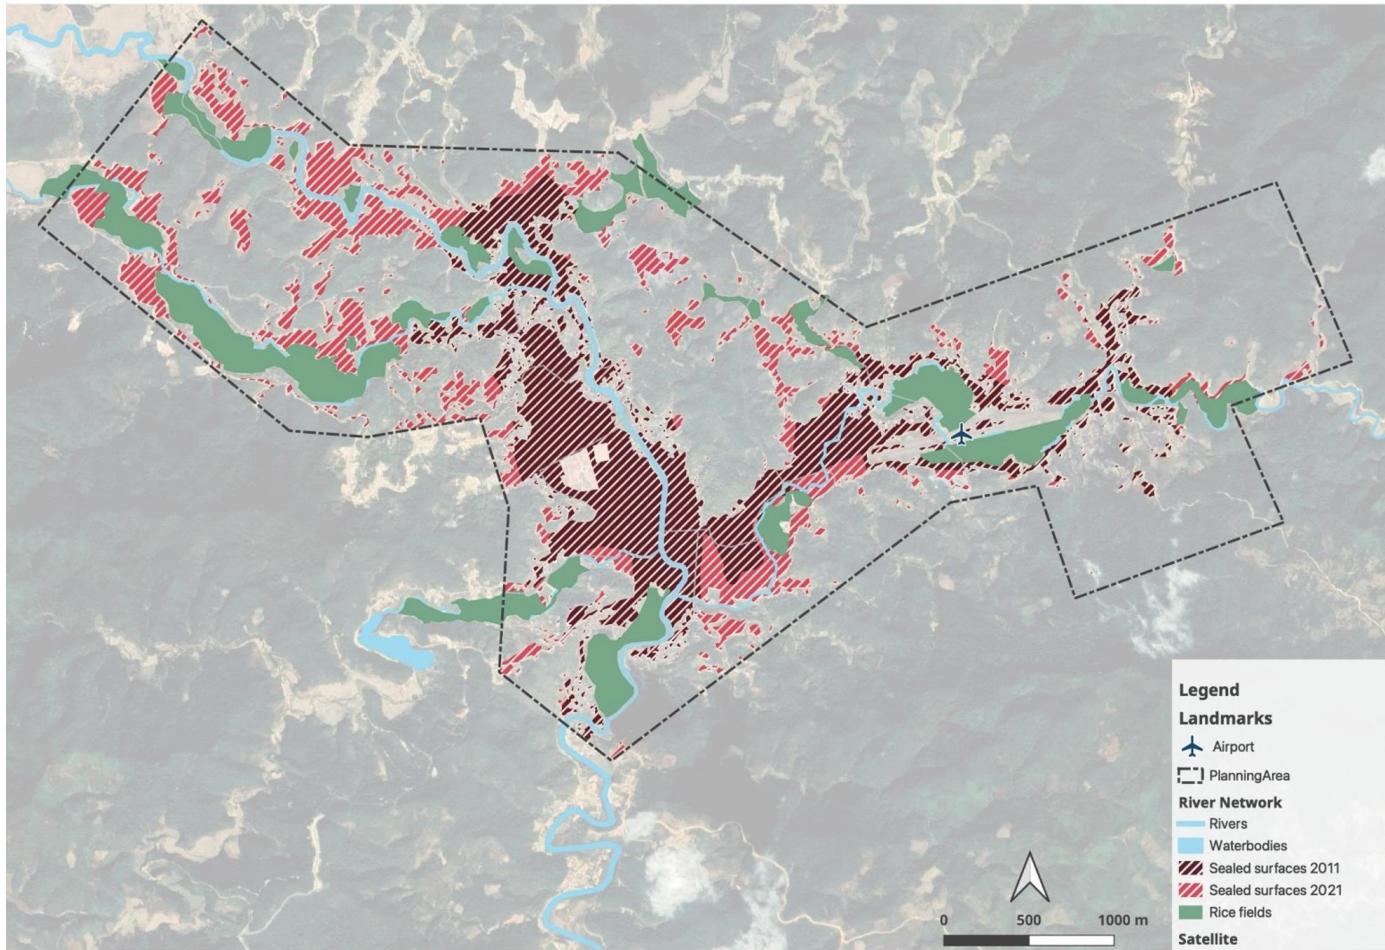 Legend
Landmarks
Airport
PlanningArea
River Network
Rivers
Waterbodies
Sealed surfaces 2011
Sealed surfaces 2021
Rice fields
Satellite
0 500 1000 m